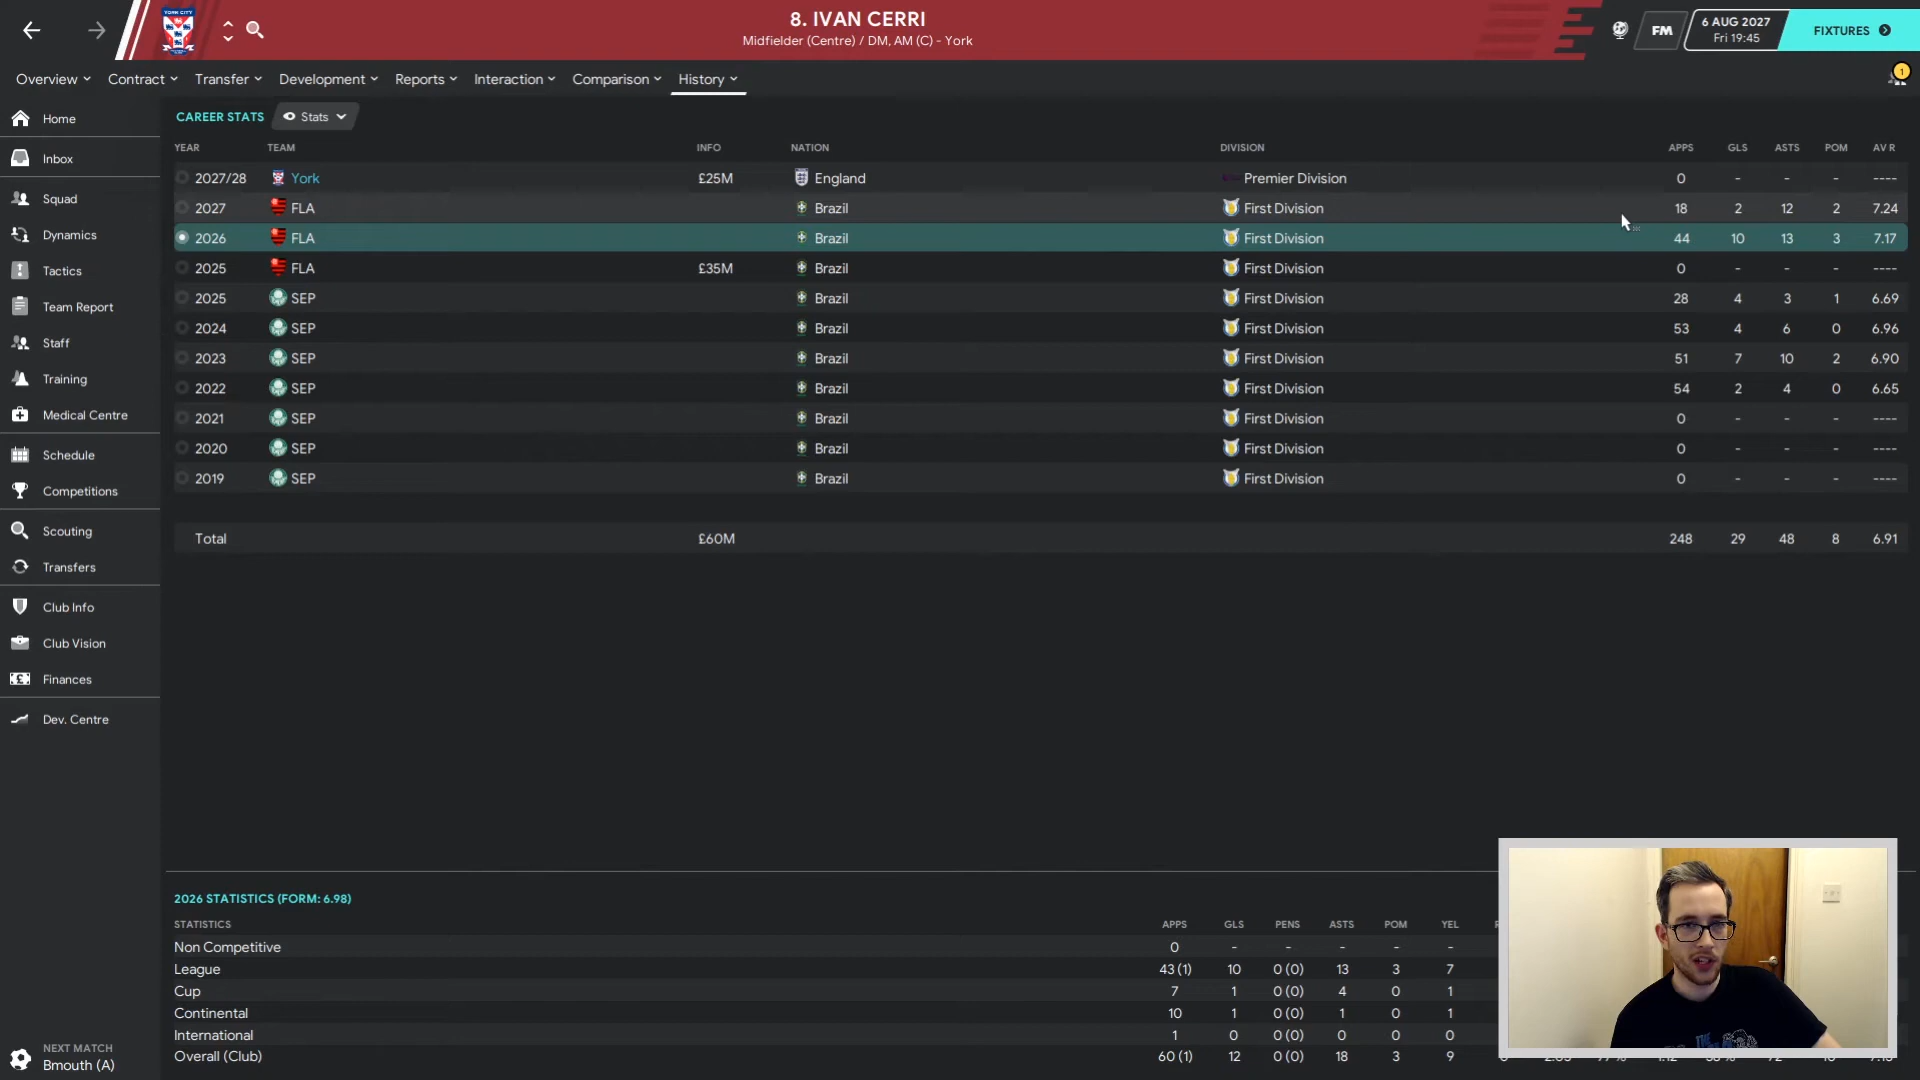 8. IVAN CERRI
Midfielder (Centre) / DM, AM (C) - York
FM
6 AUG 2027
Fri 19:45
FIXTURES
1
Overview Contract Transfer Development Reports Interaction Comparison History
Home
Inbox
Squad
Dynamics
Tactics
Team Report
Staff
Training
Medical Centre
Schedule
Competitions
Scouting
Transfers
Club Info
Club Vision
Finances
Dev. Centre
NEXT MATCH
Bmouth (A)
CAREER STATS Stats
YEAR TEAM INFO NATION DIVISION APPS GLS ASTS POM AV R
2027/28 York £25M England Premier Division 0 - - - ----
2027 FLA Brazil First Division 18 2 12 2 7.24
2026 FLA Brazil First Division 44 10 13 3 7.17
2025 FLA £35M Brazil First Division 0 - - - ----
2025 SEP Brazil First Division 28 4 3 1 6.69
2024 SEP Brazil First Division 53 4 6 0 6.96
2023 SEP Brazil First Division 51 7 10 2 6.90
2022 SEP Brazil First Division 54 2 4 0 6.65
2021 SEP Brazil First Division 0 - - - ----
2020 SEP Brazil First Division 0 - - - ----
2019 SEP Brazil First Division 0 - - - ----
Total £60M 248 29 48 8 6.91
2026 STATISTICS (FORM: 6.98)
STATISTICS APPS GLS PENS ASTS POM YEL
Non Competitive 0 - - - - -
League 43 (1) 10 0 (0) 13 3 7
Cup 7 1 0 (0) 4 0 1
Continental 10 1 0 (0) 1 0 1
International 1 0 0 (0) 0 0 0
Overall (Club) 60 (1) 12 0 (0) 18 3 9